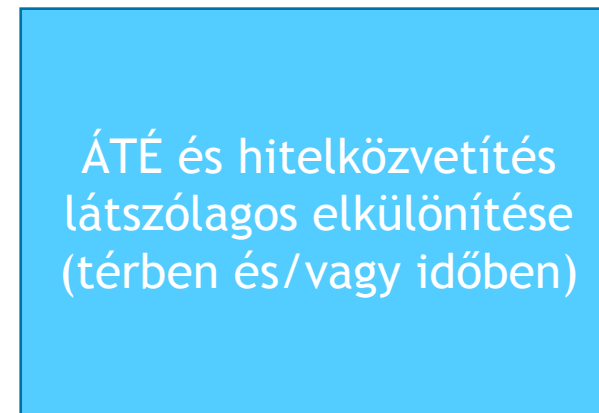 ÁTÉ és hitelközvetítés
látszólagos elkülönítése
(térben és/vagy időben)